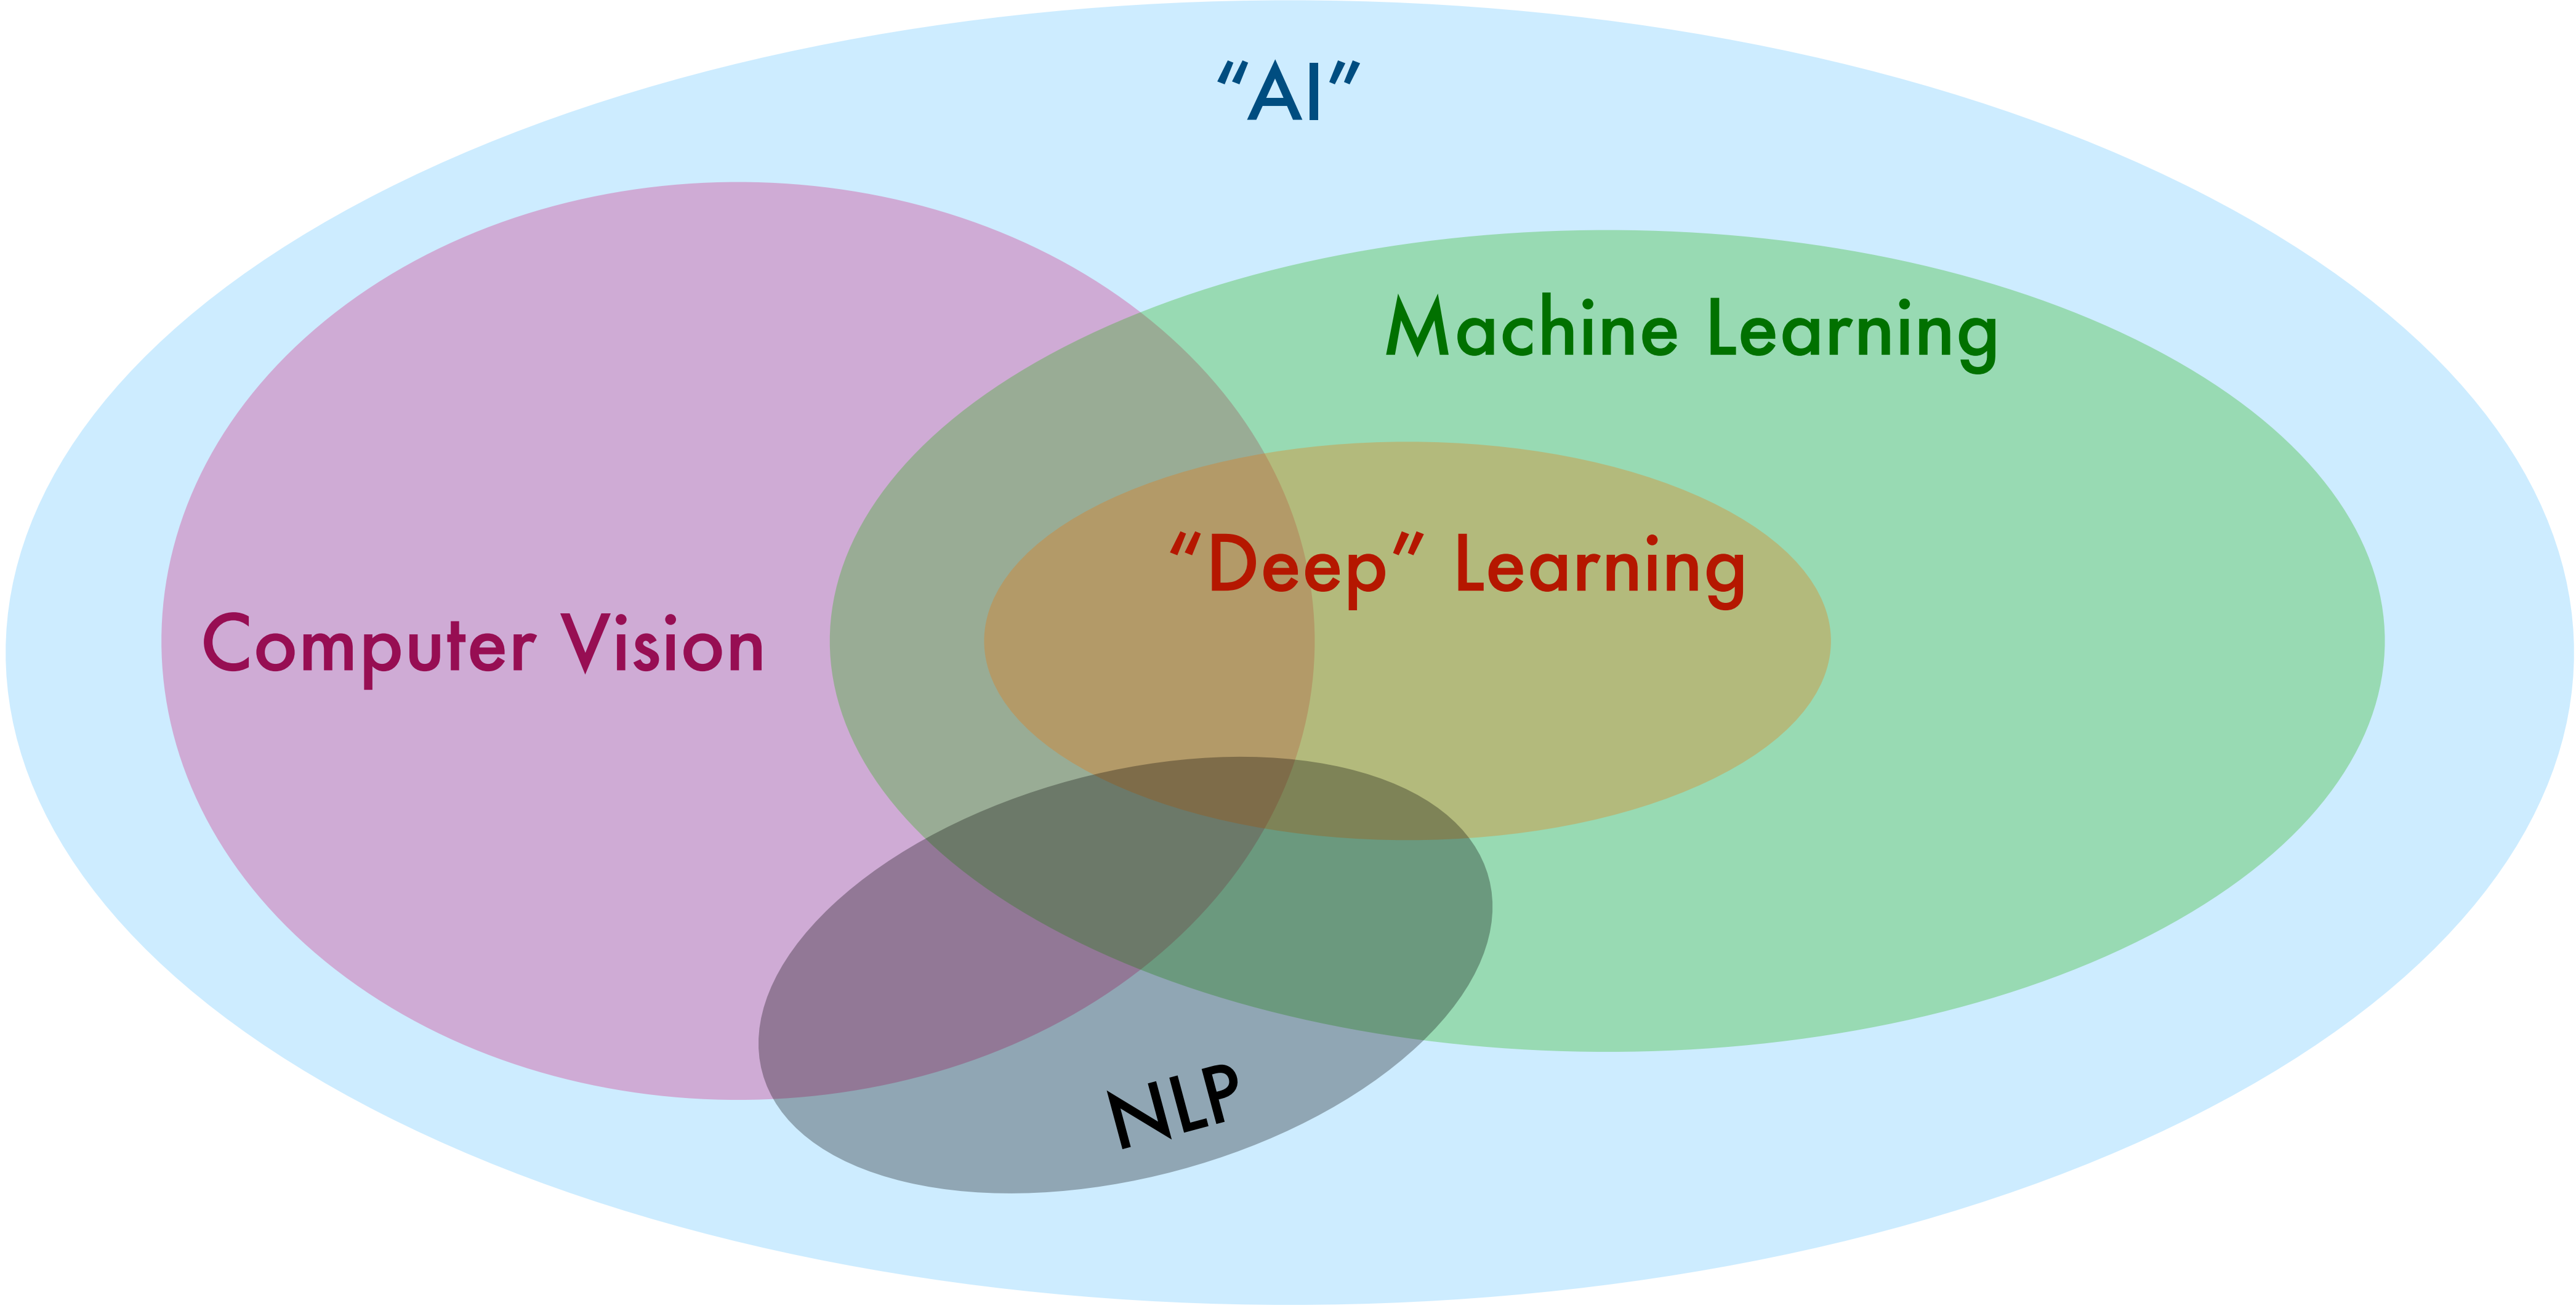 “AI”
Machine Learning
“Deep” Learning
Computer Vision
NLP